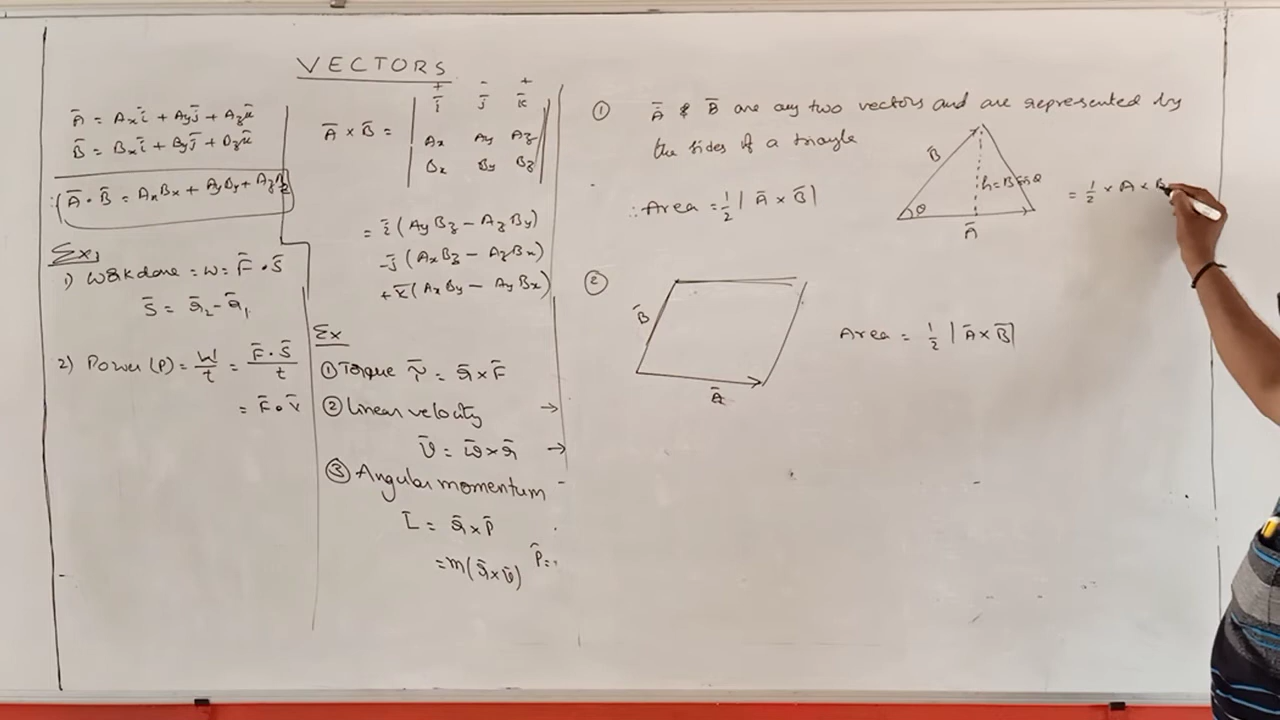 VECTORS
Ā = Axī + Ayj̄ + Azk̄
B̄ = Bxī + Byj̄ + Bzk̄
∴ Ā • B̄ = AxBx + AyBy + AzBz
Ex,
1) Workdone = W = F̄ • S̄
S̄ = r̄₂ - r̄₁
2) Power (P) = W/t = F̄ • S̄/t
= F̄ • v̄
+ - +
ī j̄ k̄
Ā × B̄ =
Ax Ay Az
Bx By Bz
= ī (AyBz - AzBy)
-j̄ (AxBz - AzBx)
+k̄ (AxBy - AyBx)
Ex
① Torque τ̄ = r̄ × F̄
② Linear velocity →
v̄ = ω̄ × r̄ →
③ Angular momentum -
L̄ = r̄ × p̄
= m(r̄ × v̄) p̄ =
① Ā & B̄ are any two vectors and are represented by
the sides of a triangle
∴ Area = 1/2 | Ā × B̄ |
B̄
h = B sin θ
θ
Ā
= 1/2 × A × B
②
B̄
Ā
Area = 1/2 | Ā × B̄ |